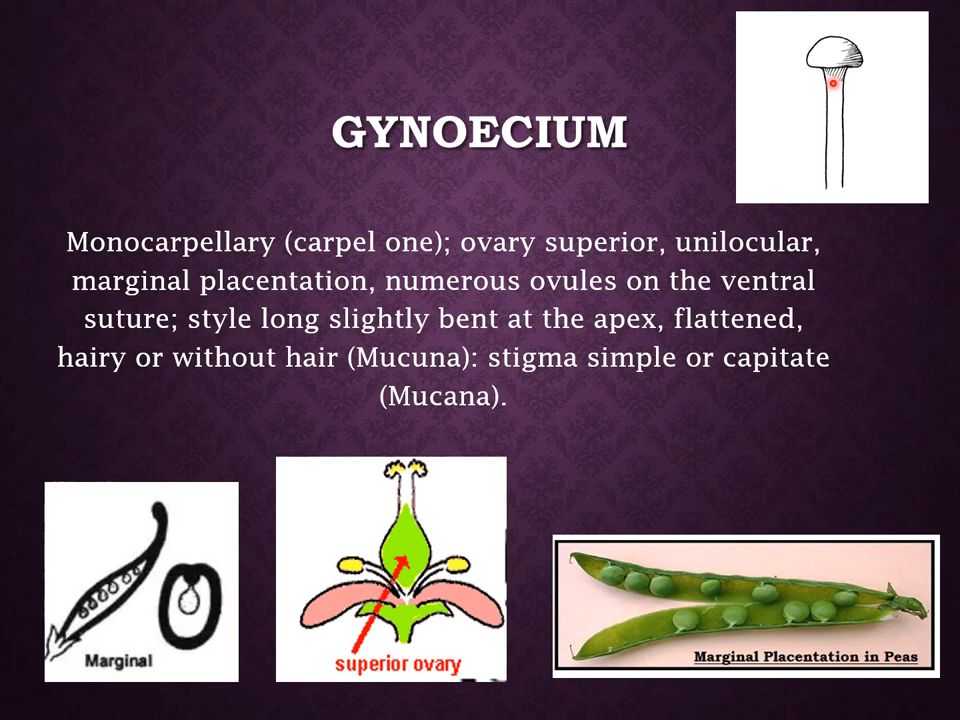 GYNOECIUM
Monocarpellary (carpel one); ovary superior, unilocular,
marginal placentation, numerous ovules on the ventral
suture; style long slightly bent at the apex, flattened,
hairy or without hair (Mucuna): stigma simple or capitate
(Mucana).
Marginal
superior ovary
Marginal Placentation in Peas